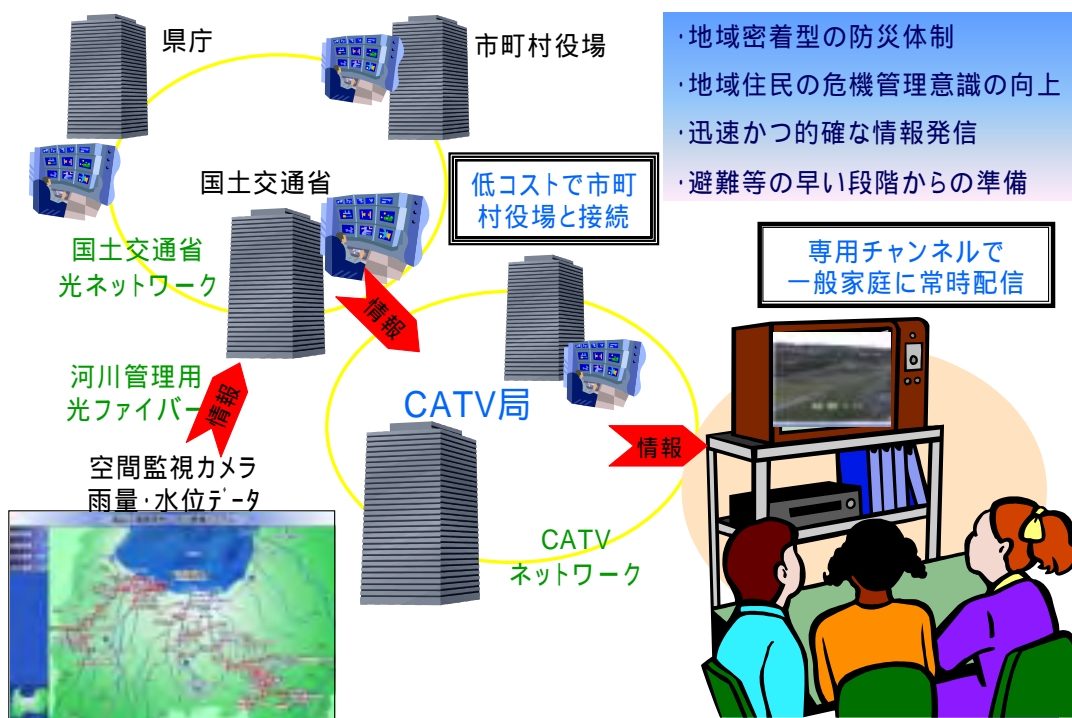 県庁
市町村役場
・地域密着型の防災体制
・地域住民の危機管理意識の向上
・迅速かつ的確な情報発信
・避難等の早い段階からの準備
国土交通省
低コストで市町
村役場と接続
国土交通省
光ネットワーク
専用チャンネルで
一般家庭に常時配信
情報
河川管理用
光ファイバー
情報
CATV局
情報
空間監視カメラ
雨量・水位データ
CATV
ネットワーク